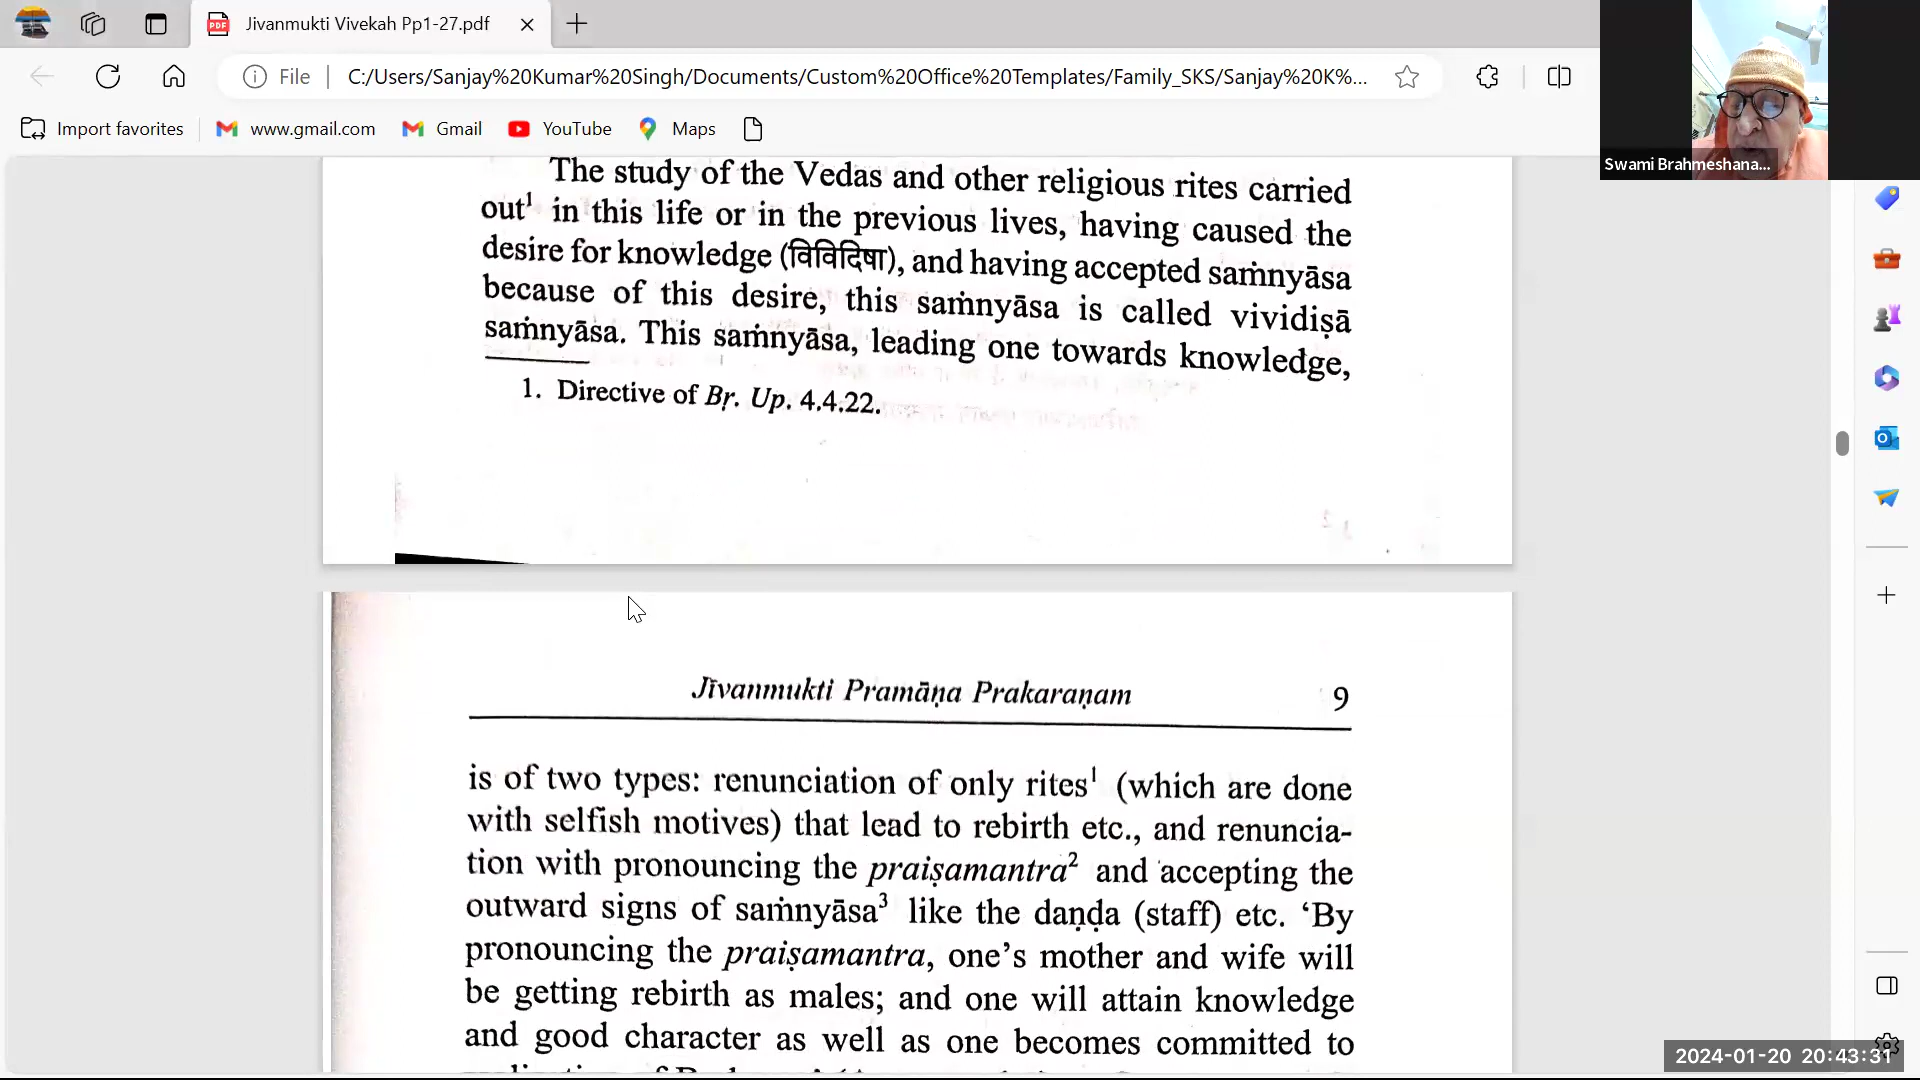 Jivanmukti Vivekah Pp1-27.pdf
File
C:/Users/Sanjay%20Kumar%20Singh/Documents/Custom%20Office%20Templates/Family_SKS/Sanjay%20K%...
Import favorites
www.gmail.com
Gmail
YouTube
Maps
Swami Brahmeshana...
The study of the Vedas and other religious rites carried
out¹ in this life or in the previous lives, having caused the
desire for knowledge (विविदिषा), and having accepted saṁnyāsa
because of this desire, this saṁnyāsa is called vividiṣā
saṁnyāsa. This saṁnyāsa, leading one towards knowledge,
1. Directive of Bṛ. Up. 4.4.22.
Jīvanmukti Pramāṇa Prakaraṇam 9
is of two types: renunciation of only rites¹ (which are done
with selfish motives) that lead to rebirth etc., and renuncia-
tion with pronouncing the praiṣamantra² and accepting the
outward signs of saṁnyāsa³ like the daṇḍa (staff) etc. ‘By
pronouncing the praiṣamantra, one’s mother and wife will
be getting rebirth as males; and one will attain knowledge
and good character as well as one becomes committed to
2024-01-20 20:43:31